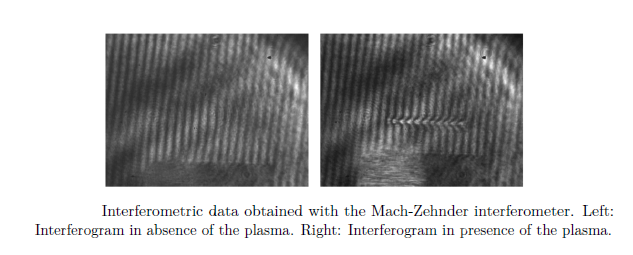 Interferometric data obtained with the Mach-Zehnder interferometer. Left:
Interferogram in absence of the plasma. Right: Interferogram in presence of the plasma.